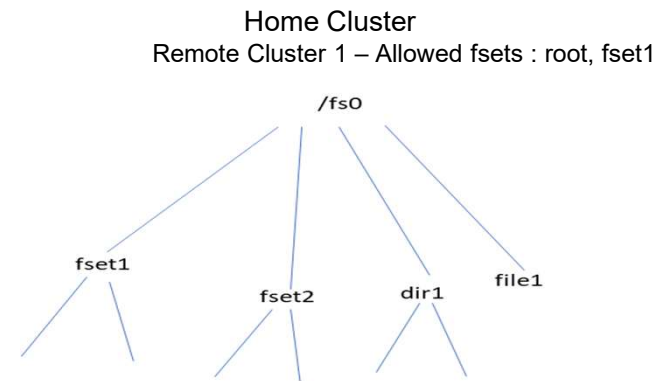 Home Cluster
Remote Cluster 1 – Allowed fsets : root, fset1
/fs0
fset1
fset2
dir1
file1